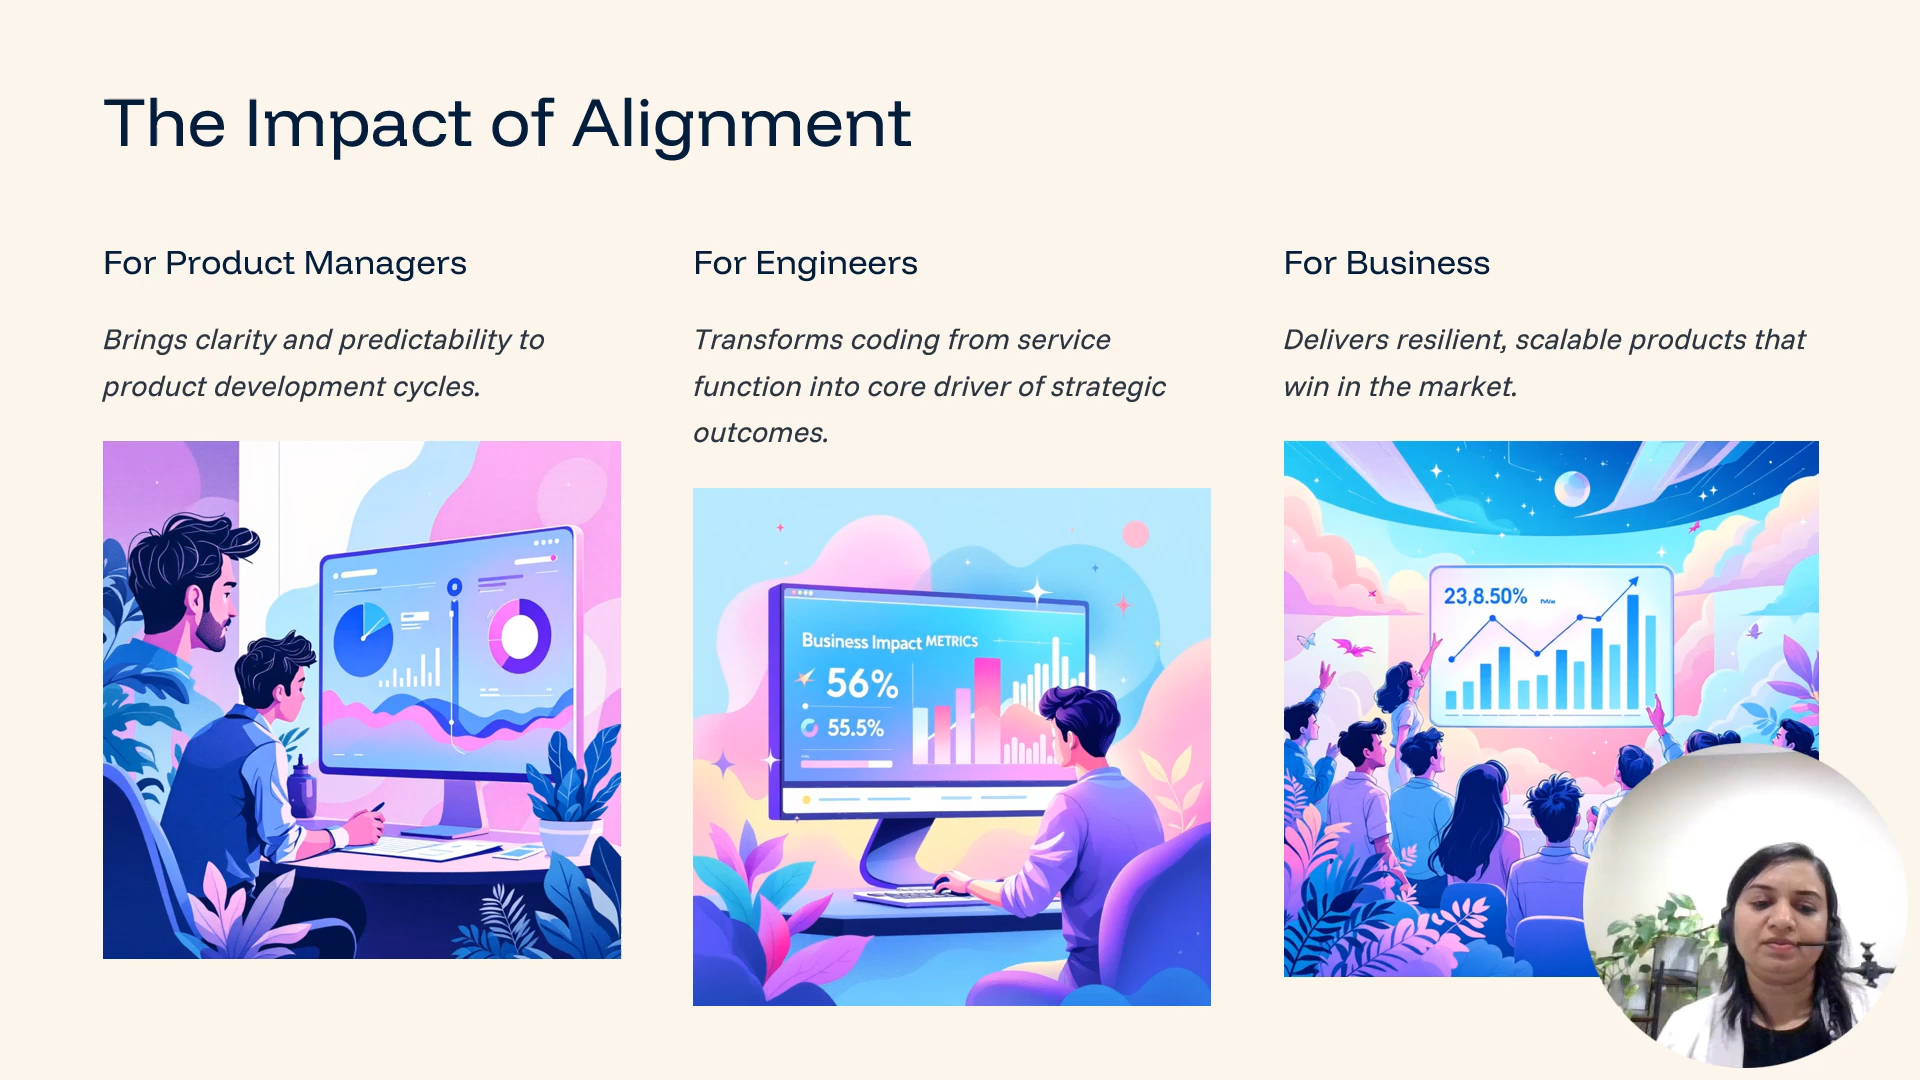 The Impact of Alignment
For Product Managers
Brings clarity and predictability to
product development cycles.
For Engineers
Transforms coding from service
function into core driver of strategic
outcomes.
Business Impact METRICS
56%
55.5%
For Business
Delivers resilient, scalable products that
win in the market.
23,8.50%